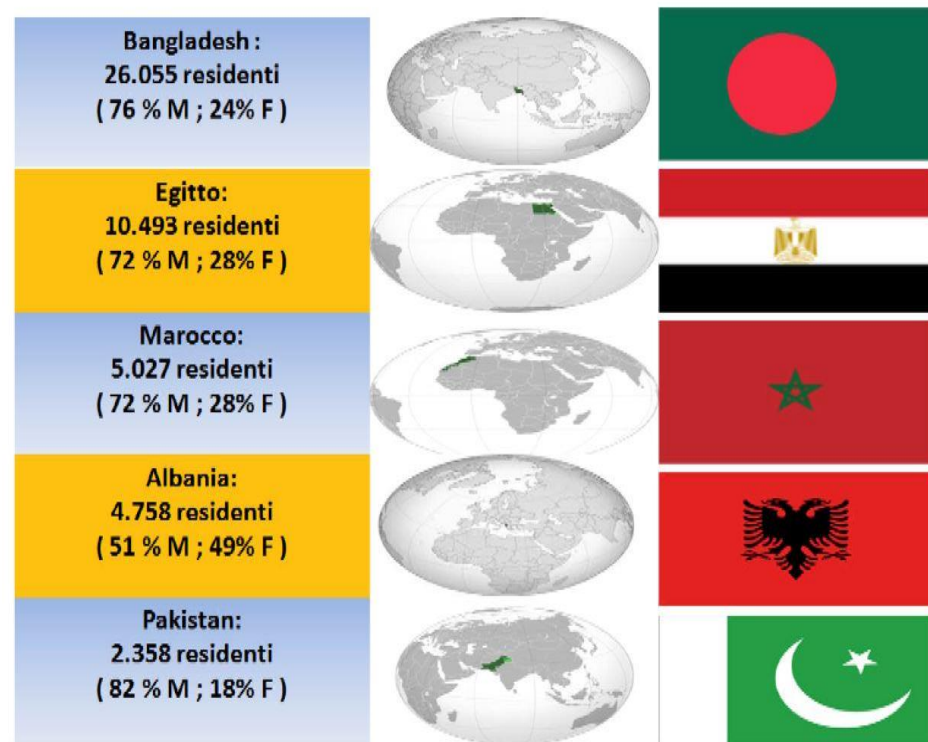 Bangladesh :
26.055 residenti
( 76 % M ; 24% F )
Egitto:
10.493 residenti
( 72 % M ; 28% F )
Marocco:
5.027 residenti
( 72 % M ; 28% F )
Albania:
4.758 residenti
( 51 % M ; 49% F )
Pakistan:
2.358 residenti
( 82 % M ; 18% F )